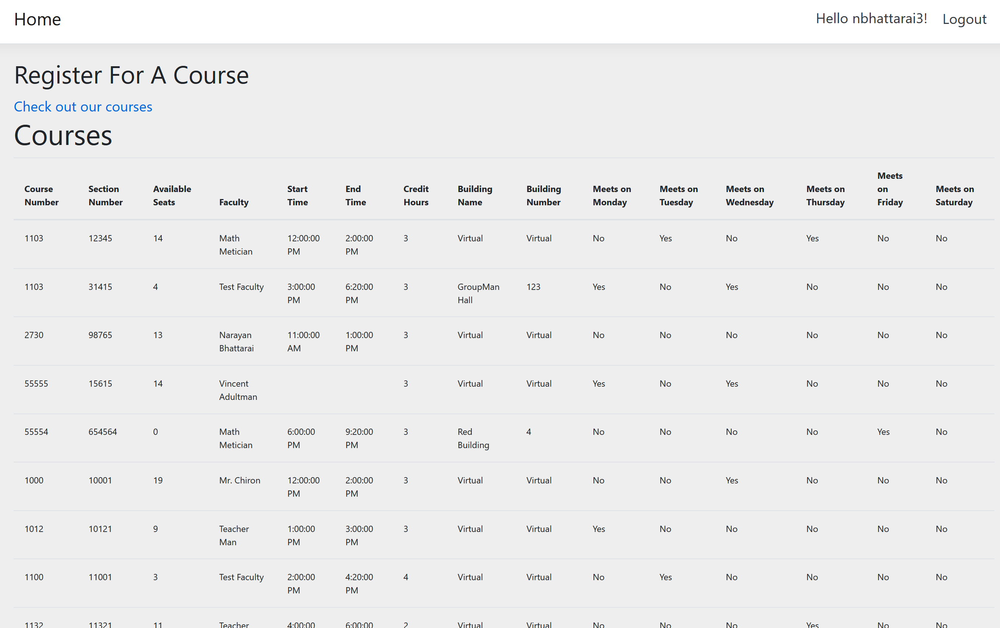 Home Hello nbhattarai3! Logout
Register For A Course
Check out our courses
Courses
Course Number Section Number Available Seats Faculty Start Time End Time Credit Hours Building Name Building Number Meets on Monday Meets on Tuesday Meets on Wednesday Meets on Thursday Meets on Friday Meets on Saturday
1103 12345 14 Math Metician 12:00:00 PM 2:00:00 PM 3 Virtual Virtual No Yes No Yes No No
1103 31415 4 Test Faculty 3:00:00 PM 6:20:00 PM 3 GroupMan Hall 123 Yes No Yes No No No
2730 98765 13 Narayan Bhattarai 11:00:00 AM 1:00:00 PM 3 Virtual Virtual No No No No No No
55555 15615 14 Vincent Adultman 3 Virtual Virtual Yes No Yes No No No
55554 654564 0 Math Metician 6:00:00 PM 9:20:00 PM 3 Red Building 4 No No No No Yes No
1000 10001 19 Mr. Chiron 12:00:00 PM 2:00:00 PM 3 Virtual Virtual No No Yes No No No
1012 10121 9 Teacher Man 1:00:00 PM 3:00:00 PM 3 Virtual Virtual Yes No No No No No
1100 11001 3 Test Faculty 2:00:00 PM 4:20:00 PM 4 Virtual Virtual No Yes No No No No
1132 11321 11 Teacher 4:00:00 6:00:00 2 Virtual Virtual No No No Yes No No